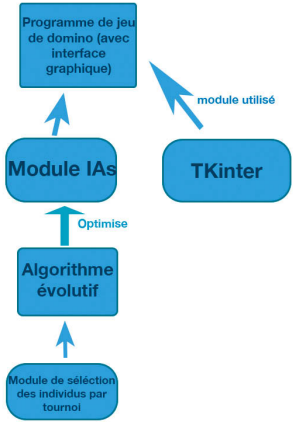 Programme de jeu
de domino (avec
interface
graphique)
module utilisé
Module IAs
TKinter
Optimise
Algorithme
évolutif
Module de séléction
des individus par
tournoi